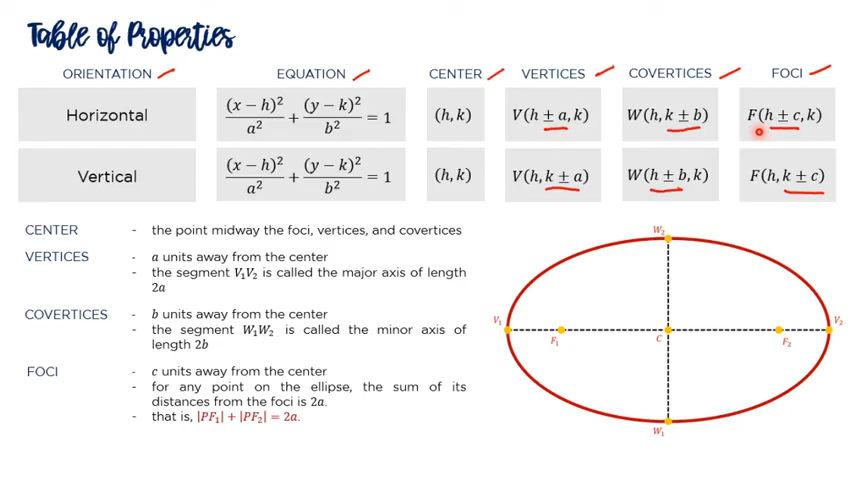 Table of Properties
ORIENTATION EQUATION CENTER VERTICES COVERTICES FOCI
Horizontal (x − h)²/a² + (y − k)²/b² = 1 (h, k) V(h ± a, k) W(h, k ± b) F(h ± c, k)
Vertical (x − h)²/a² + (y − k)²/b² = 1 (h, k) V(h, k ± a) W(h ± b, k) F(h, k ± c)
CENTER - the point midway the foci, vertices, and covertices
VERTICES - a units away from the center
- the segment V₁V₂ is called the major axis of length
2a
COVERTICES - b units away from the center
- the segment W₁W₂ is called the minor axis of
length 2b
FOCI - c units away from the center
- for any point on the ellipse, the sum of its
distances from the foci is 2a.
- that is, |PF₁| + |PF₂| = 2a.
W₂
V₁
V₂
F₁
C
F₂
W₁